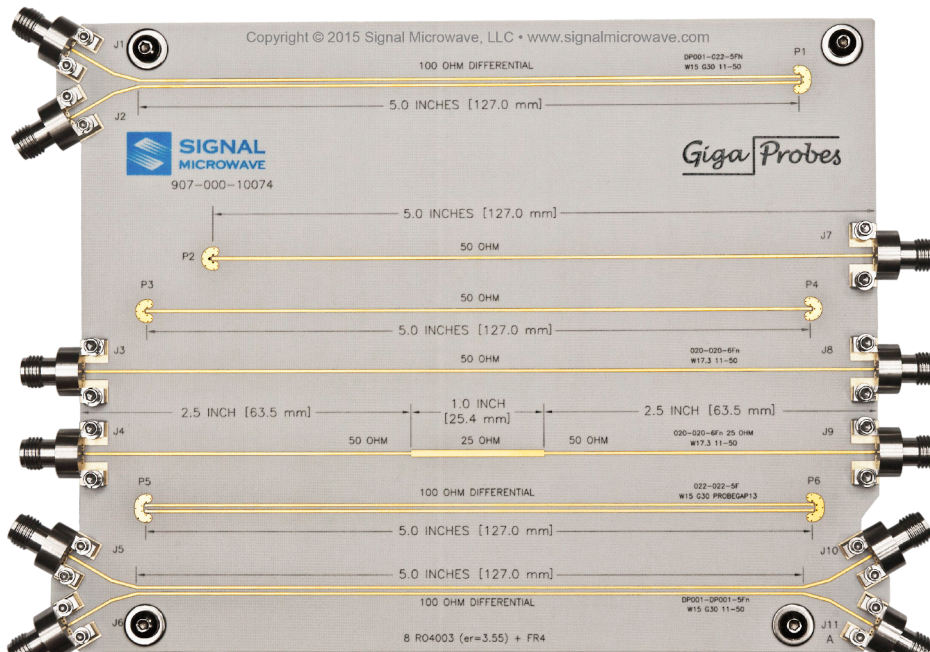 J1
Copyright © 2015 Signal Microwave, LLC • www.signalmicrowave.com
P1
100 OHM DIFFERENTIAL
DP001-022-5FN
W15 G30 11-50
5.0 INCHES [127.0 mm]
J2
SIGNAL
MICROWAVE
907-000-10074
Giga Probes
5.0 INCHES [127.0 mm]
J7
50 OHM
P2
P3
50 OHM
P4
5.0 INCHES [127.0 mm]
J3
50 OHM
020-020-6Fn
W17.3 11-50
J8
2.5 INCH [63.5 mm]
1.0 INCH
[25.4 mm]
2.5 INCH [63.5 mm]
J4
50 OHM
25 OHM
50 OHM
020-020-6Fn 25 OHM
W17.3 11-50
J9
P5
100 OHM DIFFERENTIAL
022-022-5F
W15 G30 PROBEGAP13
P6
5.0 INCHES [127.0 mm]
J5
J10
5.0 INCHES [127.0 mm]
100 OHM DIFFERENTIAL
DP001-DP001-5Fn
W15 G30 11-50
J6
J11
A
8 RO4003 (er=3.55) + FR4